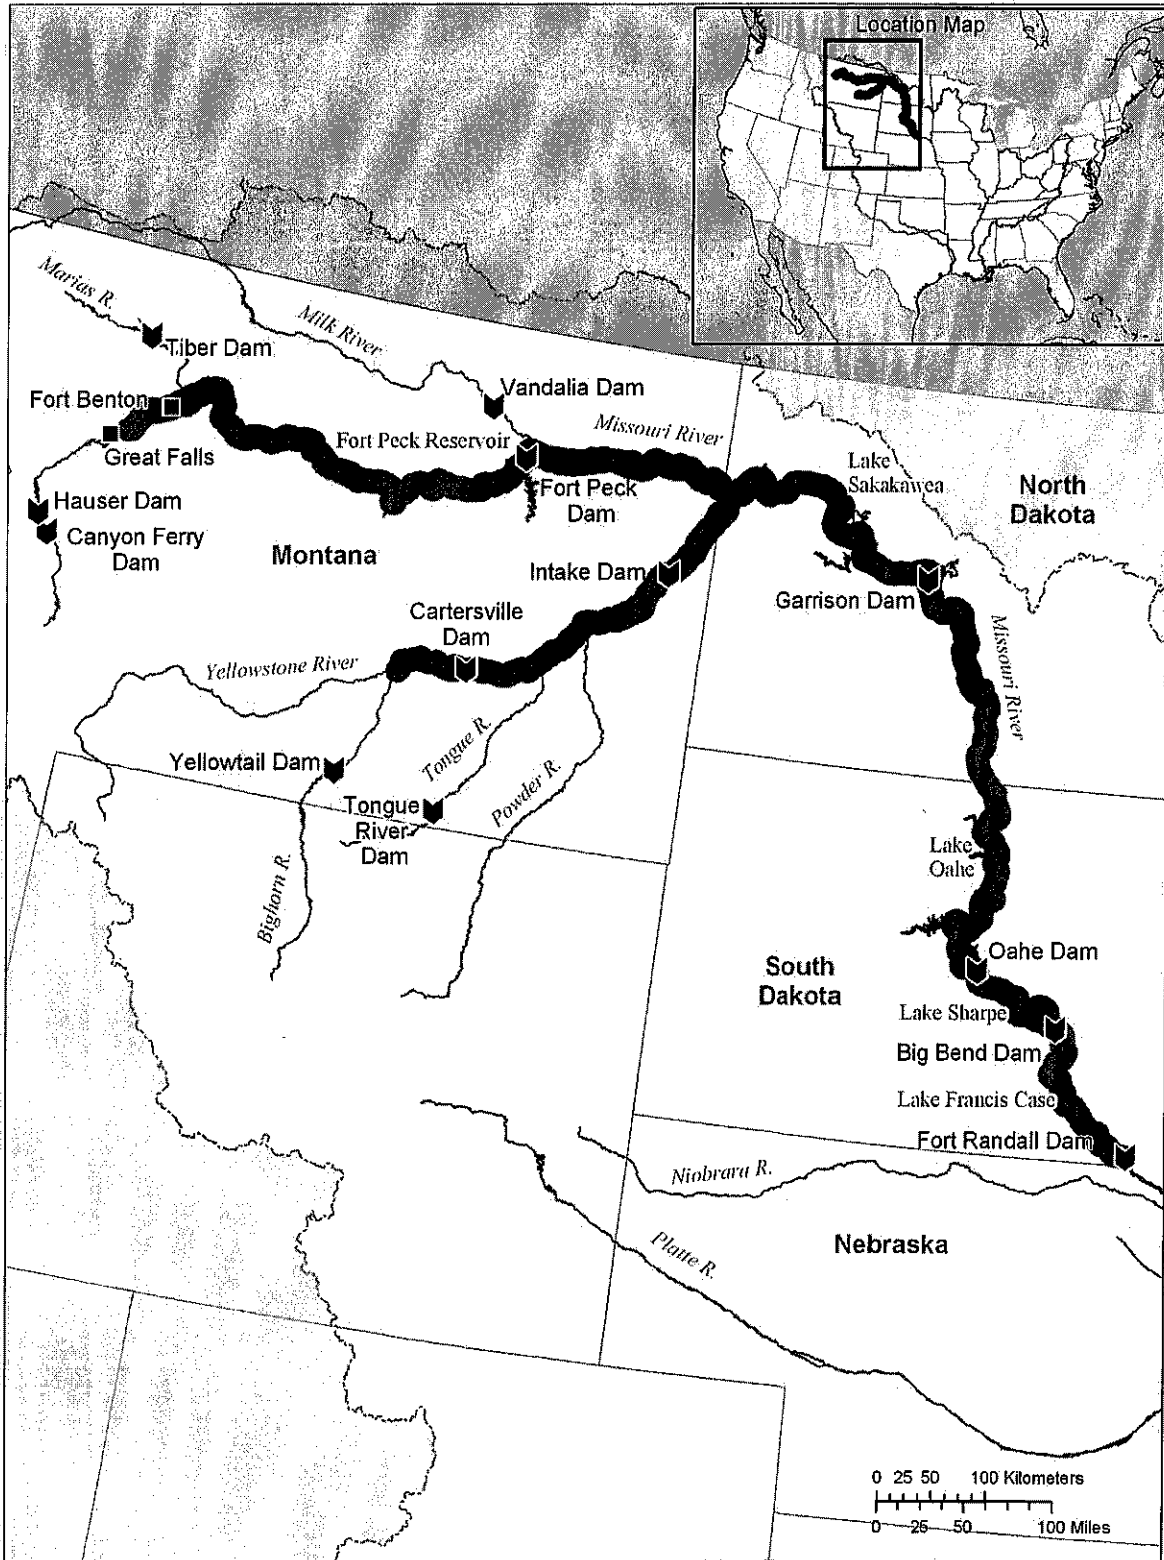 Location Map
Marias R.
Milk River
Tiber Dam
Fort Benton
Vandalia Dam
Missouri River
Fort Peck Reservoir
Great Falls
Lake
Sakakawea
Hauser Dam
Fort Peck
Dam
North
Dakota
Canyon Ferry
Dam
Montana
Intake Dam
Garrison Dam
Cartersville
Dam
Missouri River
Yellowstone River
Yellowtail Dam
Tongue R.
Powder R.
Tongue
River
Dam
Lake
Oahe
Bighorn R.
Oahe Dam
South
Dakota
Lake Sharpe
Big Bend Dam
Lake Francis Case
Fort Randall Dam
Niobrara R.
Platte R.
Nebraska
0 25 50 100 Kilometers
0 25 50 100 Miles